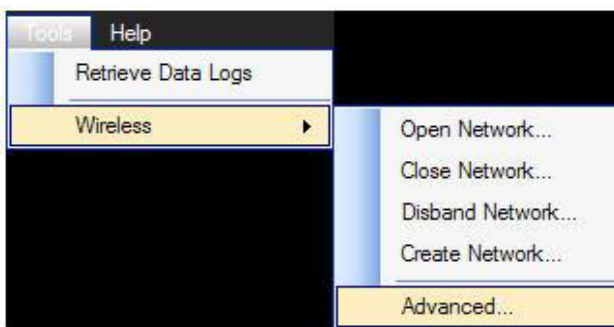 Tools Help
Retrieve Data Logs
Wireless
Open Network...
Close Network...
Disband Network...
Create Network...
Advanced...